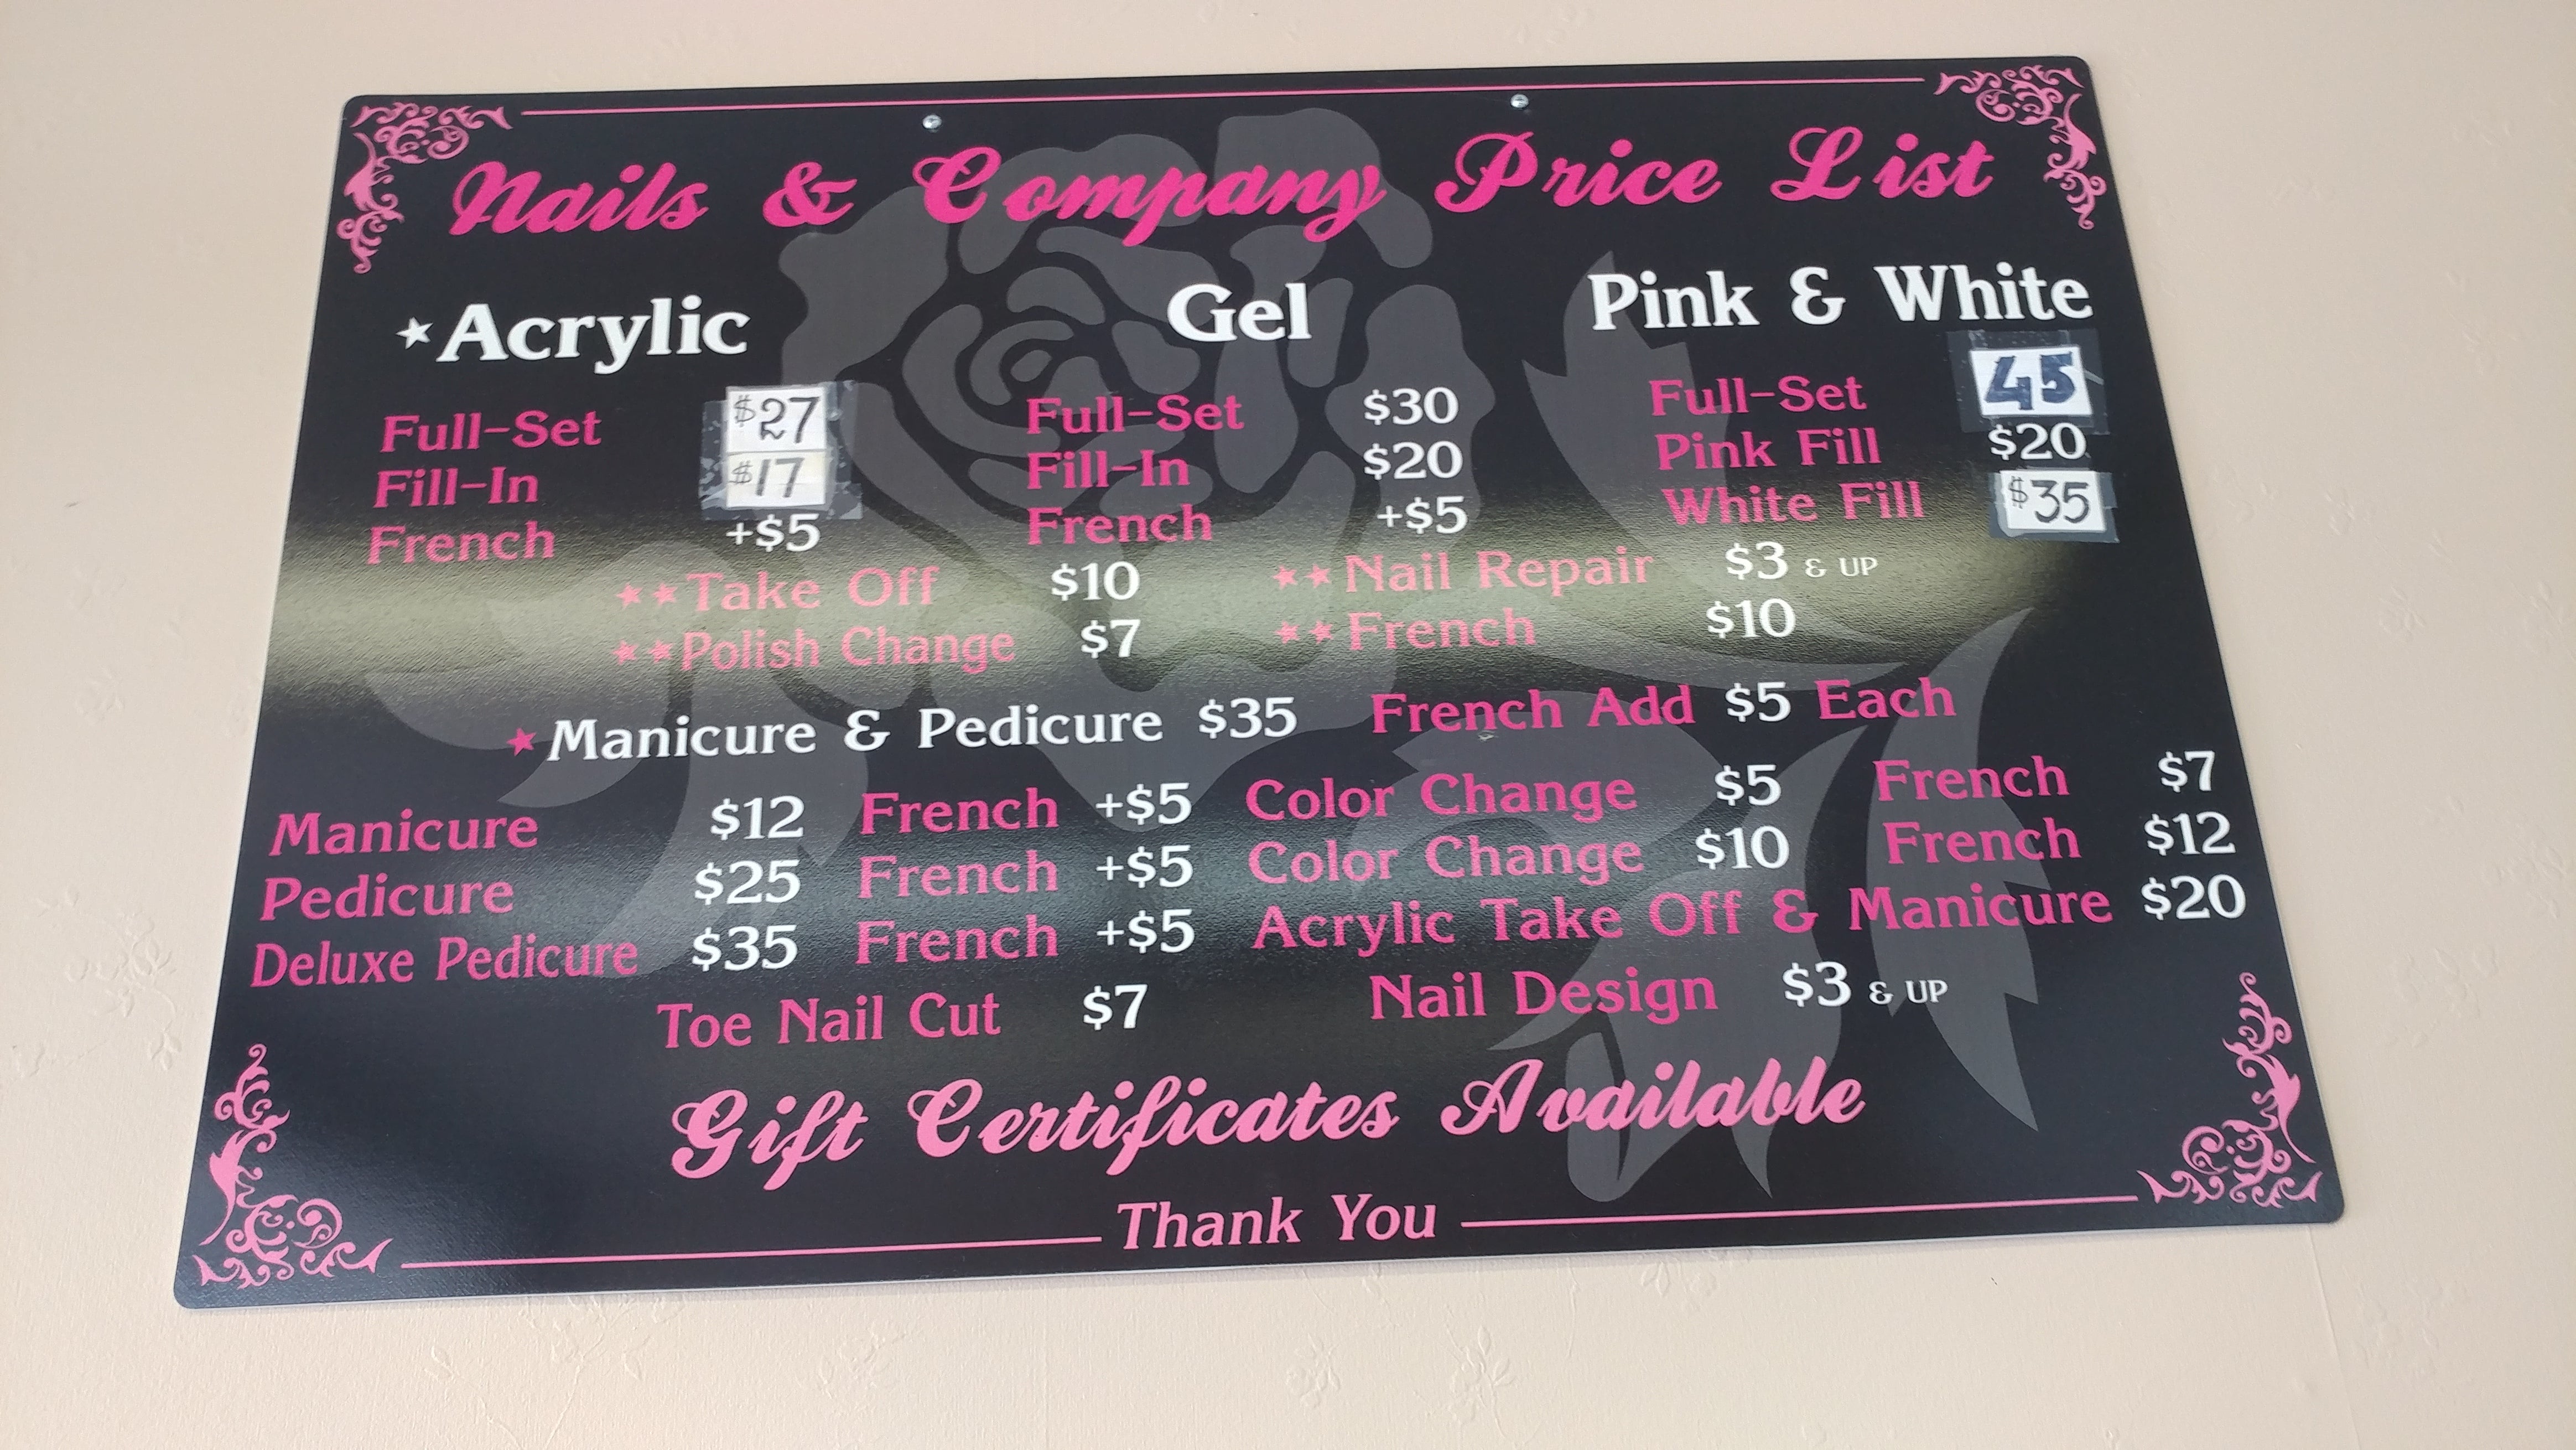 Nails & Company Price List
★Acrylic Gel Pink & White
Full-Set $27 Full-Set $30 Full-Set 45
Fill-In $17 Fill-In $20 Pink Fill $20
French +$5 French +$5 White Fill $35
★★Take Off $10 ★★Nail Repair $3 & UP
★★Polish Change $7 ★★French $10
★Manicure & Pedicure $35 French Add $5 Each
Manicure $12 French +$5 Color Change $5 French $7
Pedicure $25 French +$5 Color Change $10 French $12
Deluxe Pedicure $35 French +$5 Acrylic Take Off & Manicure $20
Toe Nail Cut $7 Nail Design $3 & UP
Gift Certificates Available
Thank You